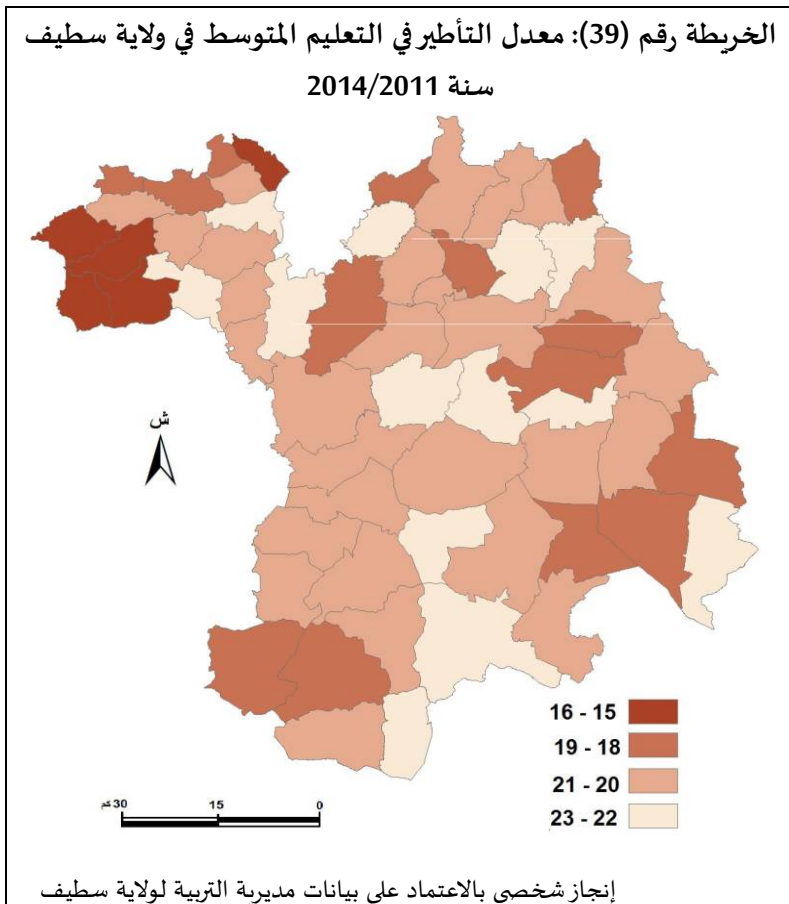 الخريطة رقم (39): معدل التأطير في التعليم المتوسط في ولاية سطيف
سنة 2014/2011
ش
16 - 15
19 - 18
21 - 20
23 - 22
30 كم 15 0
إنجاز شخصي بالاعتماد على بيانات مديرية التربية لولاية سطيف